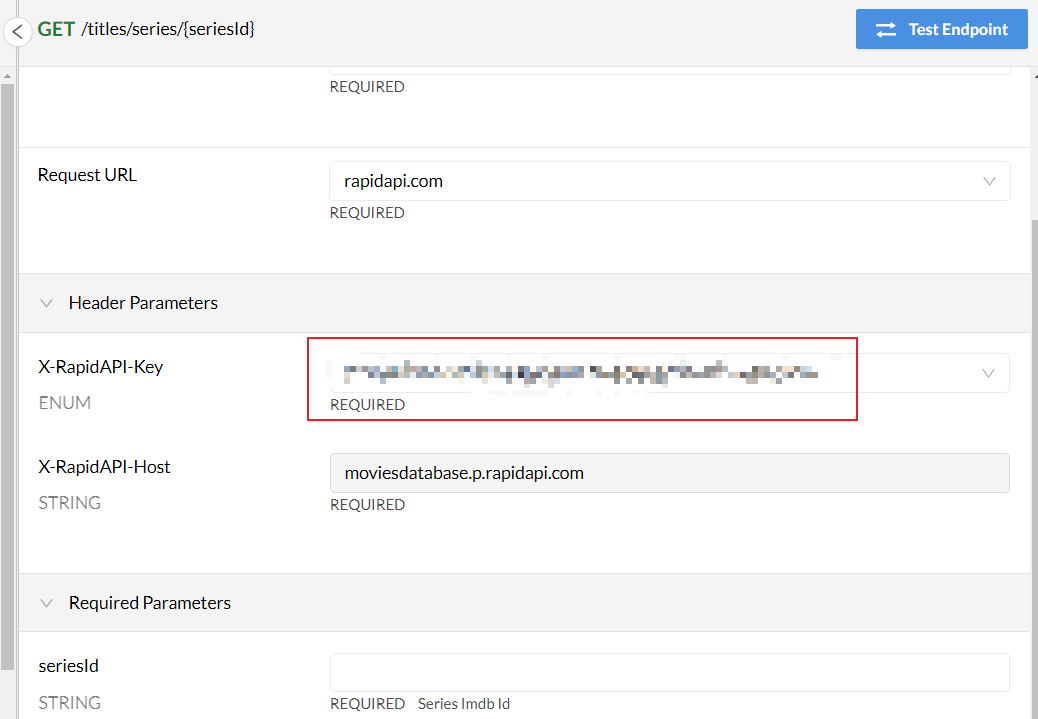 GET /titles/series/{seriesId}
Test Endpoint
REQUIRED
Request URL
rapidapi.com
REQUIRED
Header Parameters
X-RapidAPI-Key
ENUM
REQUIRED
X-RapidAPI-Host
STRING
moviesdatabase.p.rapidapi.com
REQUIRED
Required Parameters
seriesId
STRING
REQUIRED Series Imdb Id